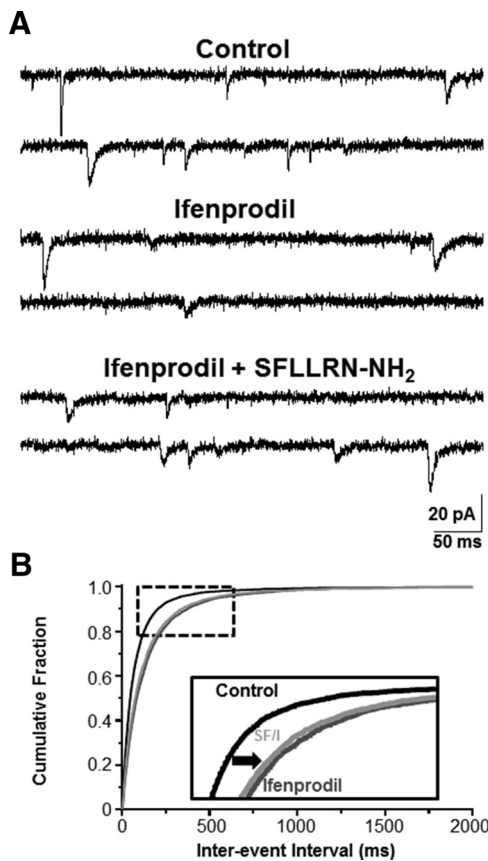 A
Control
Ifenprodil
Ifenprodil + SFLLRN-NH₂
20 pA
50 ms
B
1.0
0.8
0.6
0.4
0.2
0
Cumulative Fraction
Control
SF/I
Ifenprodil
0 500 1000 1500 2000
Inter-event Interval (ms)